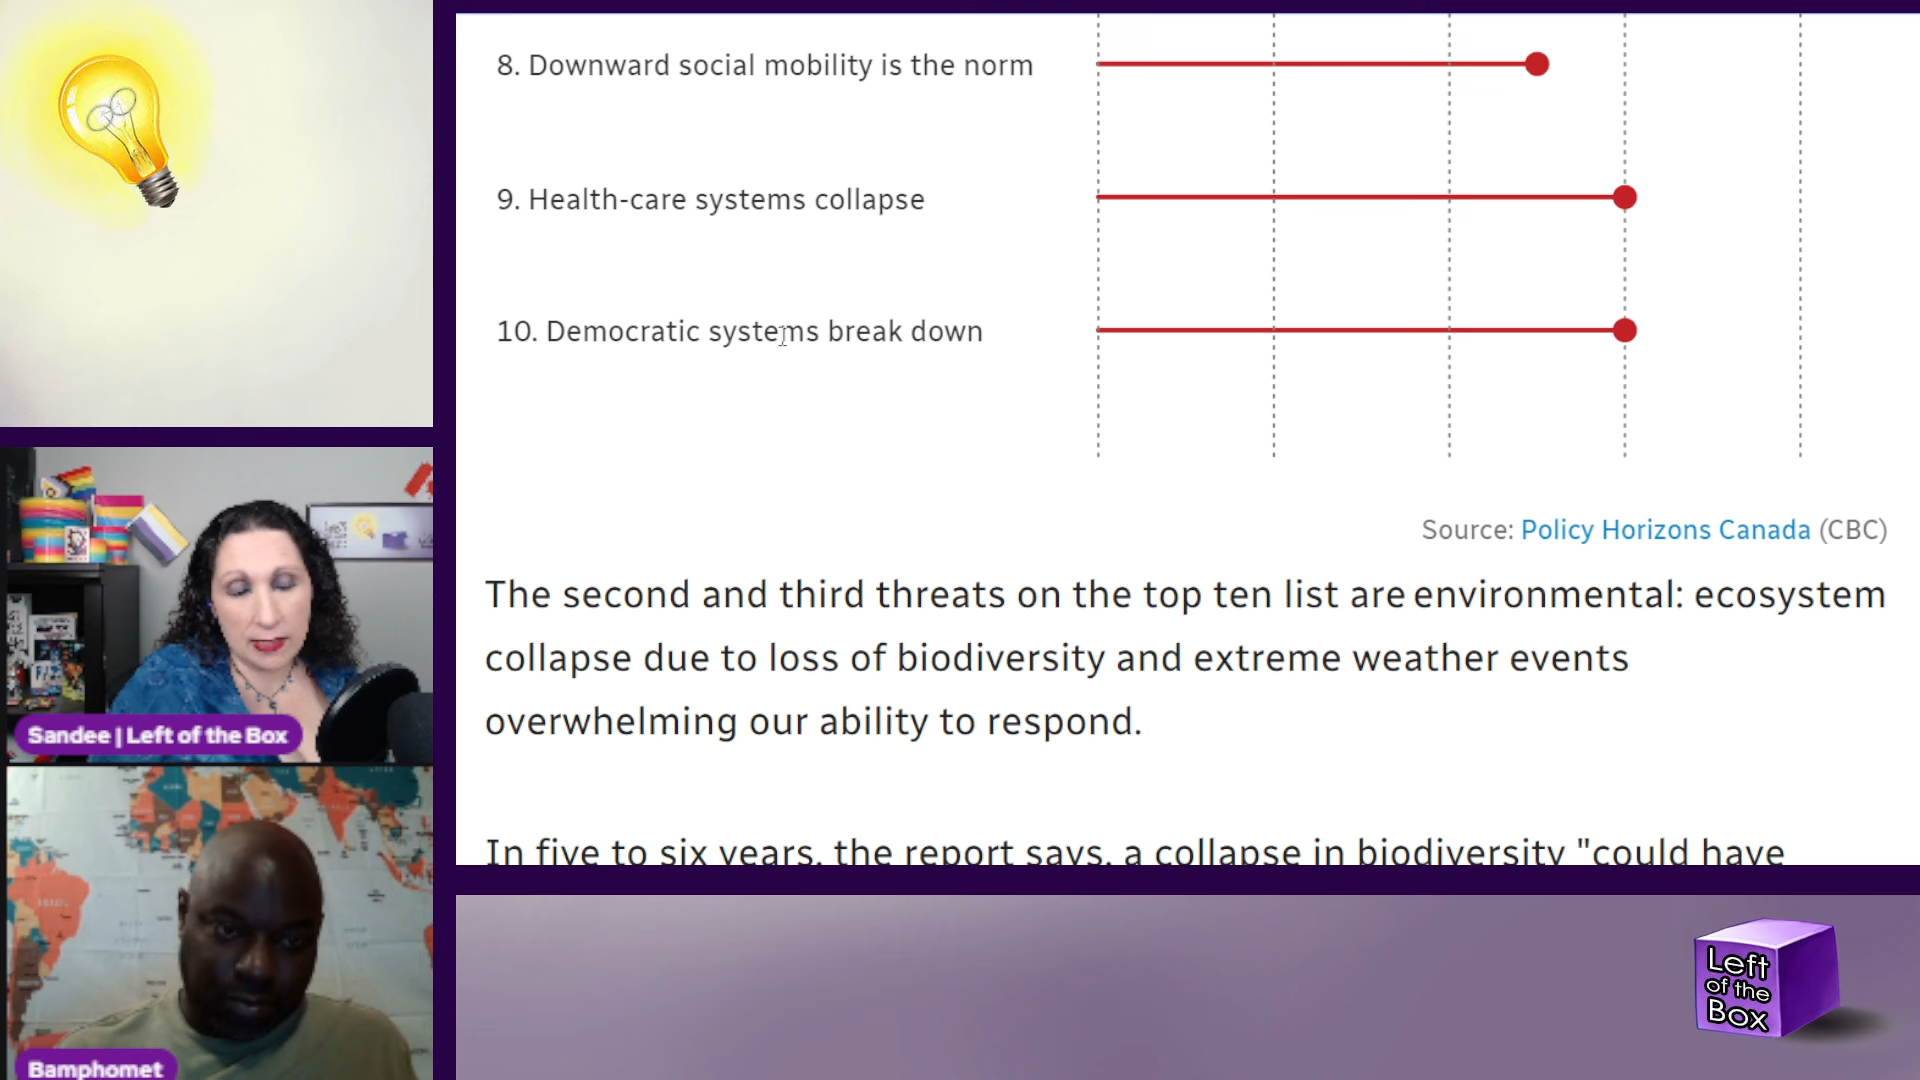 8. Downward social mobility is the norm
9. Health-care systems collapse
10. Democratic systems break down
Source: Policy Horizons Canada (CBC)
The second and third threats on the top ten list are environmental: ecosystem
collapse due to loss of biodiversity and extreme weather events
overwhelming our ability to respond.
In five to six years, the report says, a collapse in biodiversity "could have
Sandee | Left of the Box
Bamphomet
Left
of the
Box